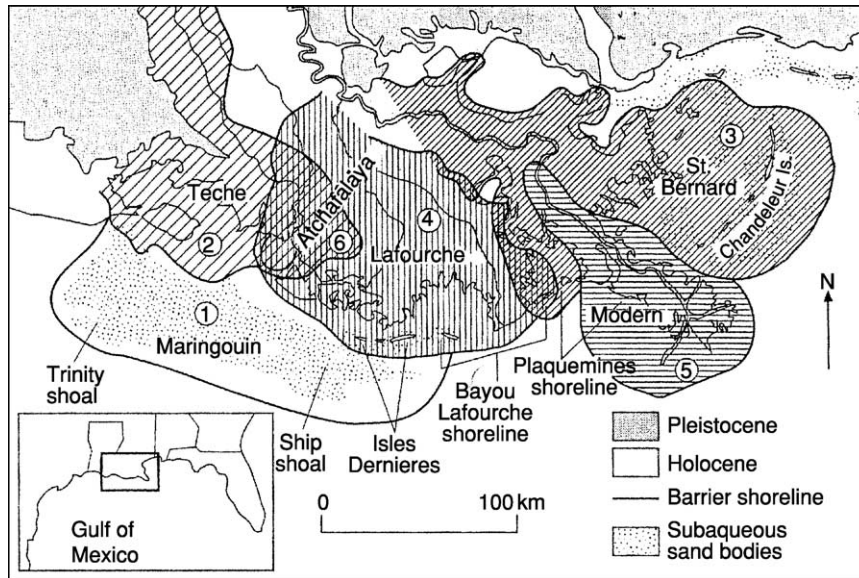 3
St.
Bernard
Chandeleur Is.
Teche
2
Atchafalaya
6
4
Lafourche
1
Maringouin
Modern
5
N
Trinity
shoal
Ship
shoal
Isles
Dernieres
Bayou
Lafourche
shoreline
Plaquemines
shoreline
0 100 km
Gulf of
Mexico
Pleistocene
Holocene
Barrier shoreline
Subaqueous
sand bodies